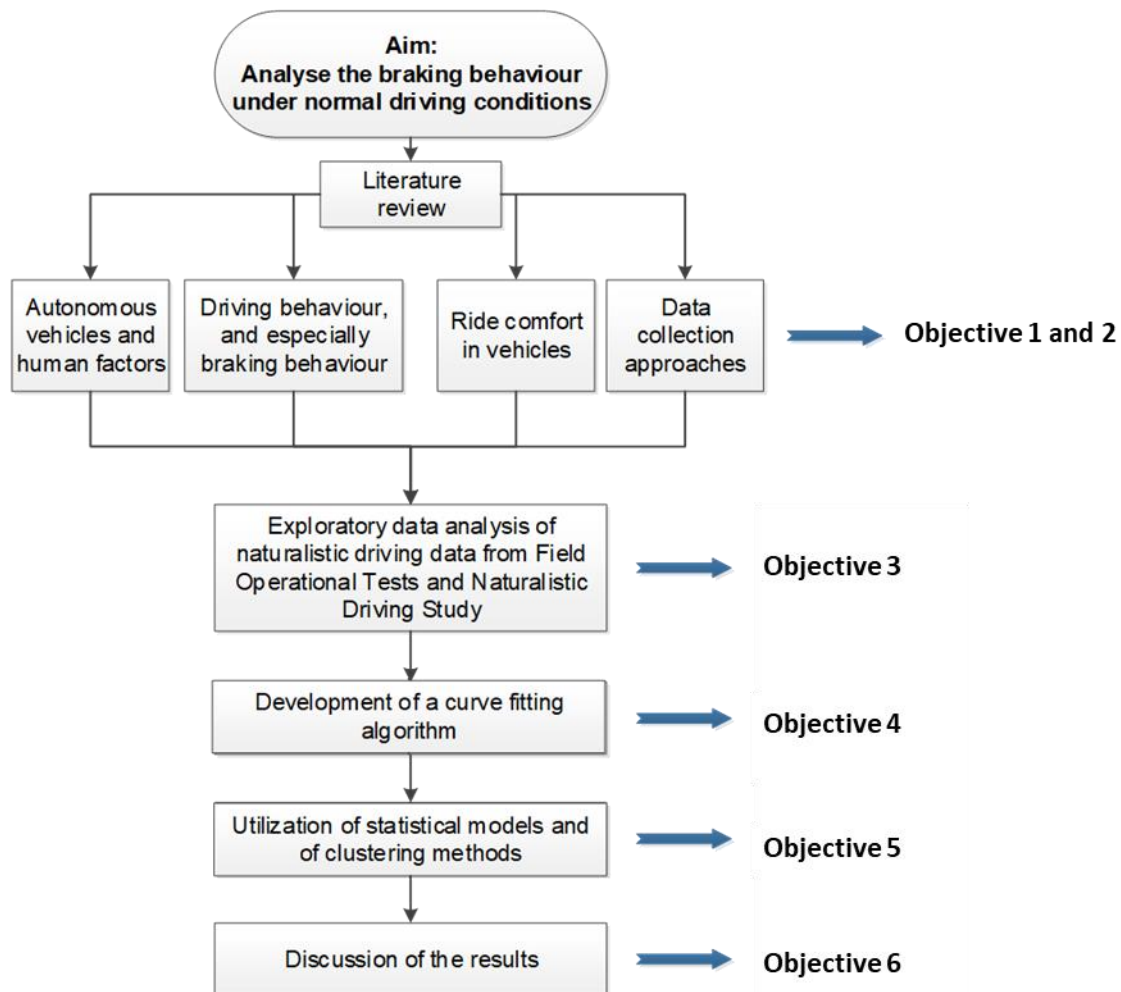 Aim:
Analyse the braking behaviour
under normal driving conditions
Literature
review
Autonomous
vehicles and
human factors
Driving behaviour,
and especially
braking behaviour
Ride comfort
in vehicles
Data
collection
approaches
Objective 1 and 2
Exploratory data analysis of
naturalistic driving data from Field
Operational Tests and Naturalistic
Driving Study
Objective 3
Development of a curve fitting
algorithm
Objective 4
Utilization of statistical models and
of clustering methods
Objective 5
Discussion of the results
Objective 6